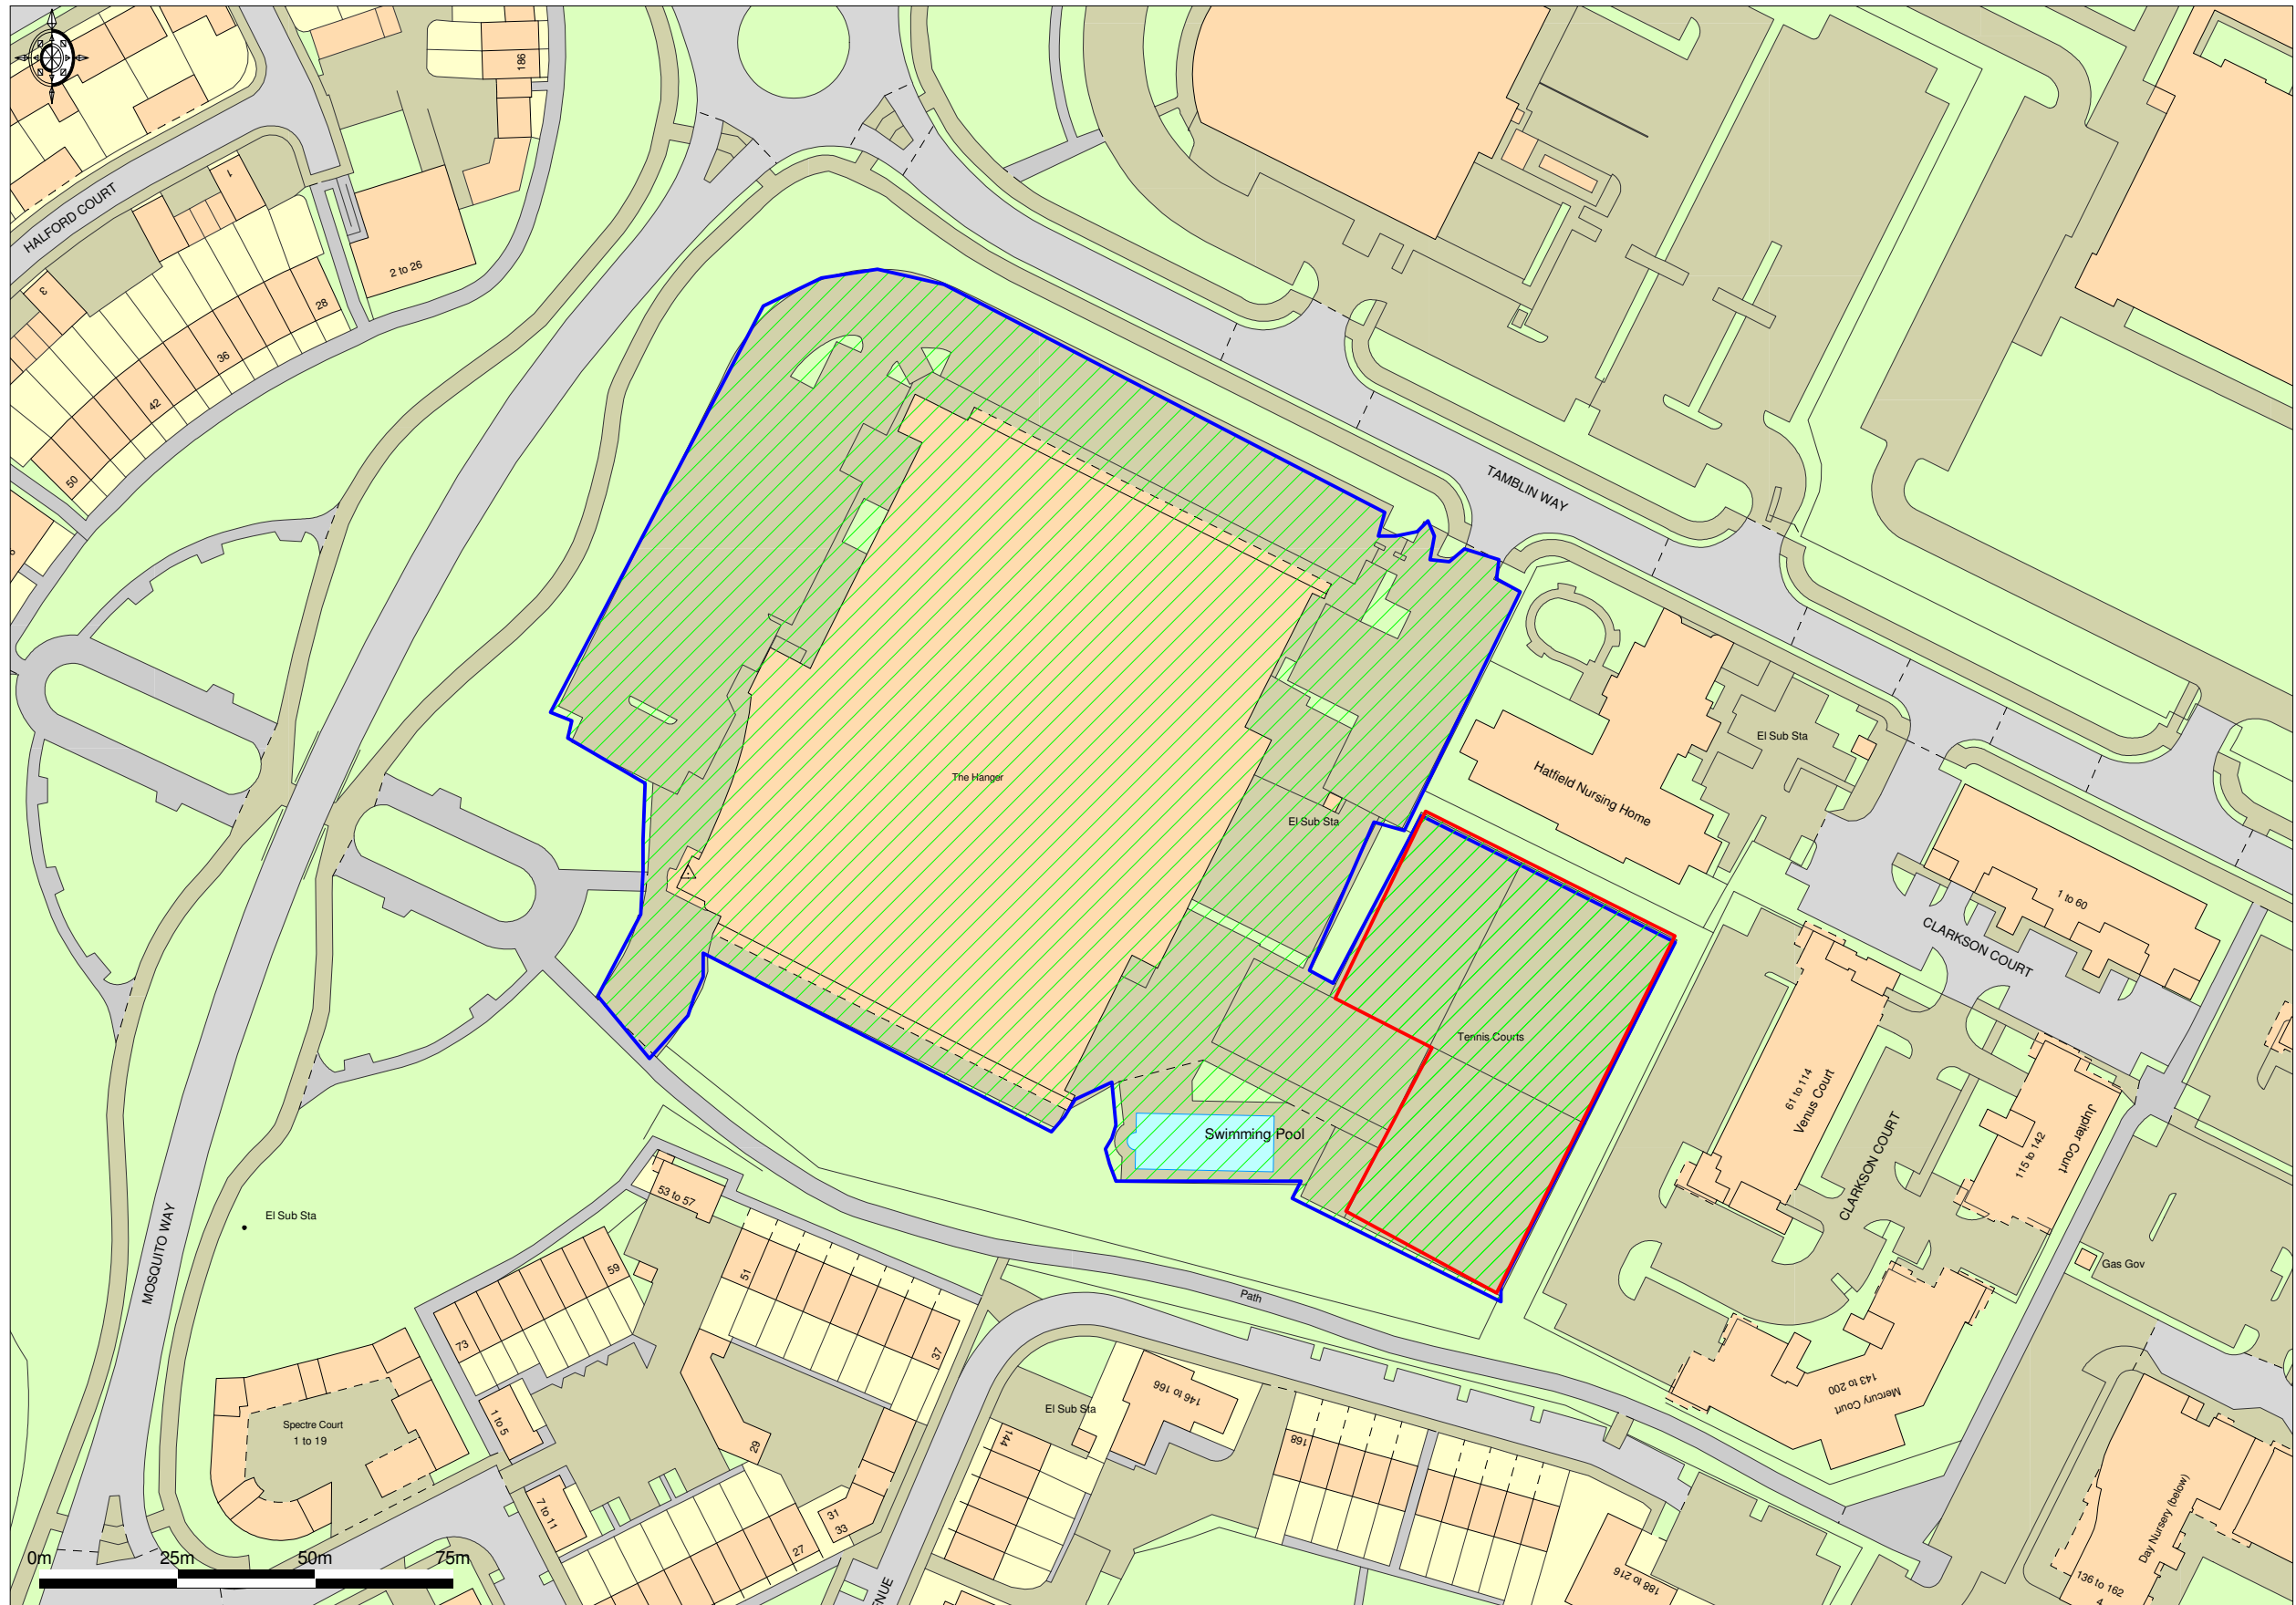 186
HALFORD COURT
1
2 to 26
3
28
36
42
50
TAMBLIN WAY
The Hanger
El Sub Sta
Hatfield Nursing Home
El Sub Sta
1 to 60
CLARKSON COURT
Tennis Courts
61 to 114
Venus Court
Jupiter Court
115 to 142
CLARKSON COURT
Swimming Pool
53 to 57
El Sub Sta
MOSQUITO WAY
59
51
73
37
Path
Gas Gov
143 to 200
Mercury Court
Spectre Court
1 to 19
1 to 5
29
El Sub Sta
146 to 166
144
168
7 to 11
31
33
27
188 to 216
Day Nursery (below)
136 to 162
ENUE
0m
25m
50m
75m